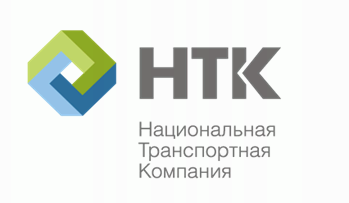 НТК
Национальная
Транспортная
Компания